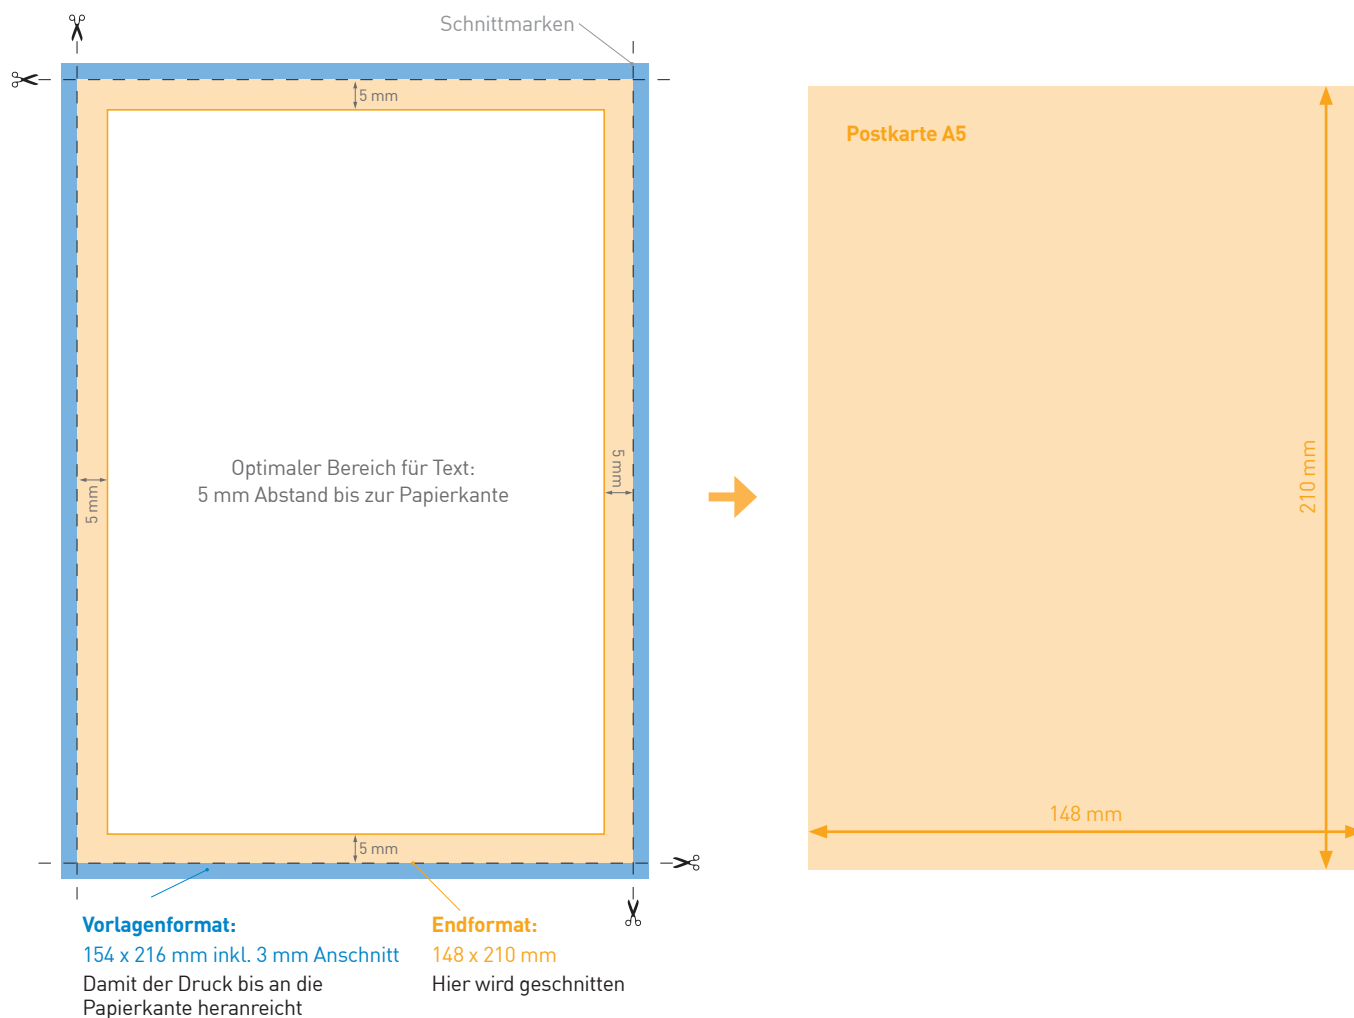 Schnittmarken
5 mm
Postkarte A5
Optimaler Bereich für Text:
5 mm Abstand bis zur Papierkante
5 mm
5 mm
210 mm
148 mm
5 mm
Vorlagenformat:
154 x 216 mm inkl. 3 mm Anschnitt
Damit der Druck bis an die
Papierkante heranreicht
Endformat:
148 x 210 mm
Hier wird geschnitten